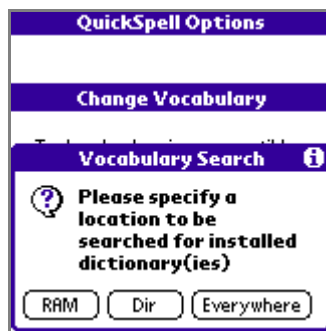 QuickSpell Options
Change Vocabulary
Vocabulary Search i
Please specify a
location to be
searched for installed
dictionary(ies)
RAM Dir Everywhere